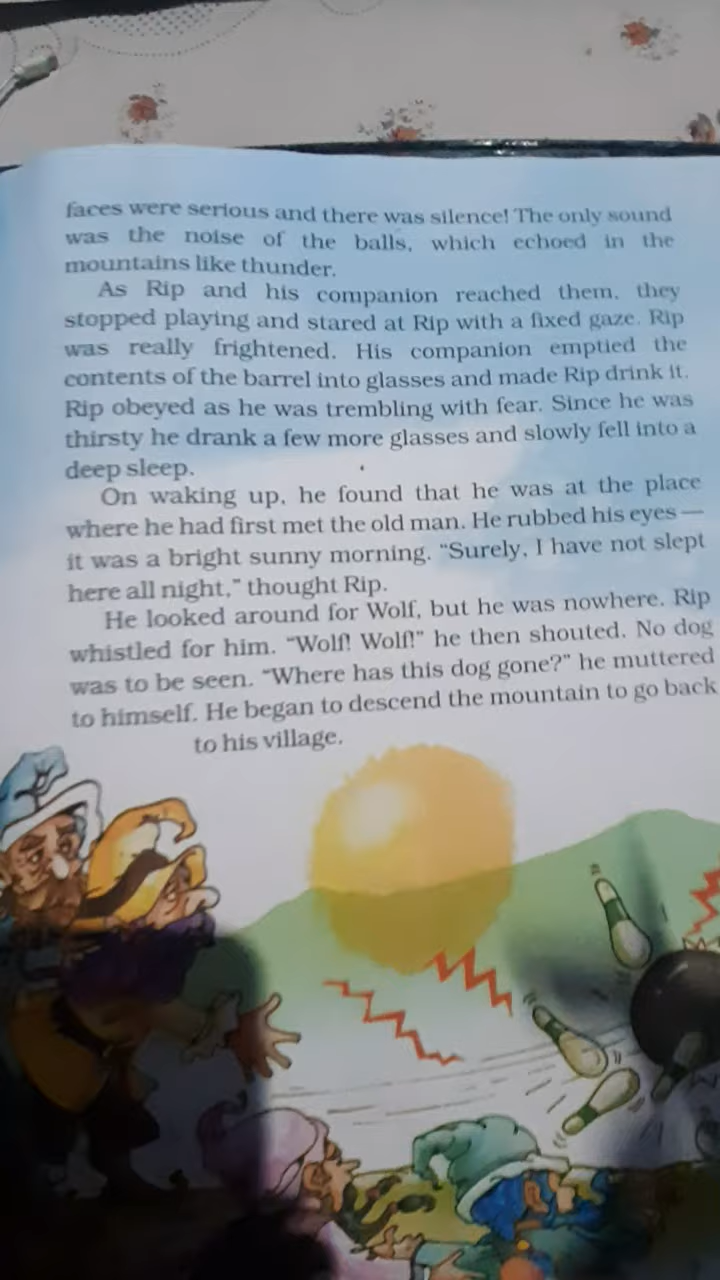 faces were serious and there was silence! The only sound
was the noise of the balls, which echoed in the
mountains like thunder.
As Rip and his companion reached them, they
stopped playing and stared at Rip with a fixed gaze. Rip
was really frightened. His companion emptied the
contents of the barrel into glasses and made Rip drink it.
Rip obeyed as he was trembling with fear. Since he was
thirsty he drank a few more glasses and slowly fell into a
deep sleep.
On waking up, he found that he was at the place
where he had first met the old man. He rubbed his eyes —
it was a bright sunny morning. “Surely, I have not slept
here all night,” thought Rip.
He looked around for Wolf, but he was nowhere. Rip
whistled for him. “Wolf! Wolf!” he then shouted. No dog
was to be seen. “Where has this dog gone?” he muttered
to himself. He began to descend the mountain to go back
to his village.